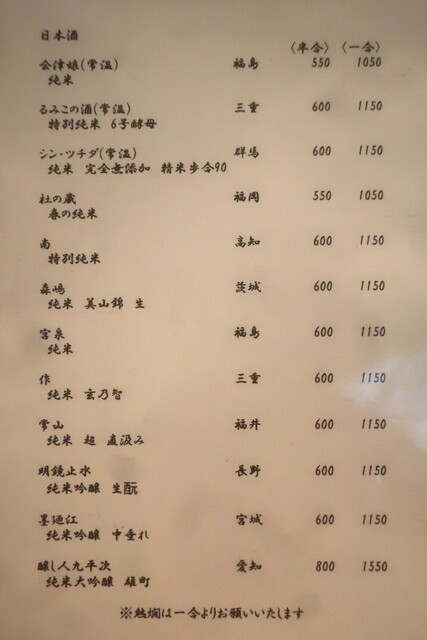 日本酒
〈半合〉 〈一合〉
会津娘(常温) 福島 550 1050
純米
るみこの酒(常温) 三重 600 1150
特別純米 6号酵母
シン・ツチダ(常温) 群馬 600 1150
純米 完全無添加 精米歩合90
杜の蔵 福岡 550 1050
春の純米
南 高知 600 1150
特別純米
森嶋 茨城 600 1150
純米 美山錦 生
宮泉 福島 600 1150
純米
作 三重 600 1150
純米 玄乃智
常山 福井 600 1150
純米 超 直汲み
明鏡止水 長野 600 1150
純米吟醸 生酛
墨廼江 宮城 600 1150
純米吟醸 中垂れ
醸し人九平次 愛知 800 1550
純米大吟醸 雄町
※熱燗は一合よりお願いいたします